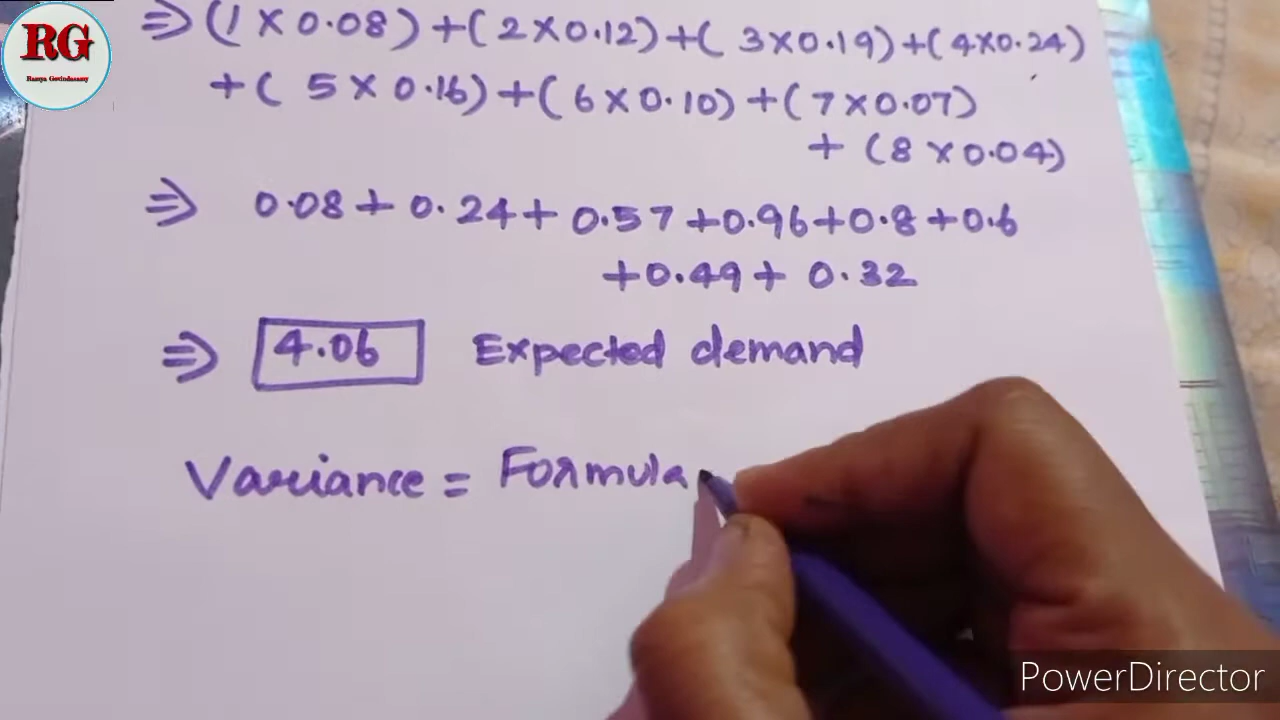 RG
Ramya Govindasamy
⇒ (1 × 0.08) + ( 2 × 0.12) + ( 3 × 0.19) + (4 × 0.24)
+ ( 5 × 0.16) + ( 6 × 0.10) + ( 7 × 0.07)
+ (8 × 0.04)
⇒ 0.08 + 0.24 + 0.57 + 0.96 + 0.8 + 0.6
+ 0.49 + 0.32
⇒ 4.06 Expected demand
Variance = Formula
PowerDirector